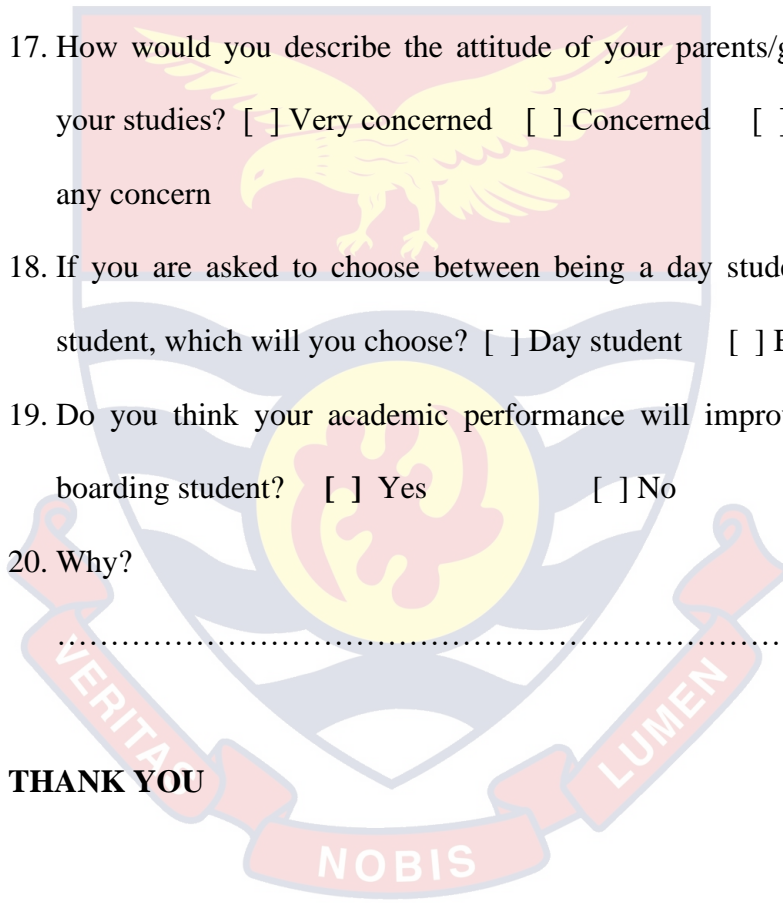 17. How would you describe the attitude of your parents/g
your studies? [ ] Very concerned [ ] Concerned [ ]
any concern
18. If you are asked to choose between being a day stud
student, which will you choose? [ ] Day student [ ]
19. Do you think your academic performance will impro
boarding student? [ ] Yes [ ] No
20. Why?
………………………………………………………………
THANK YOU
VERITAS
NOBIS
LUMEN